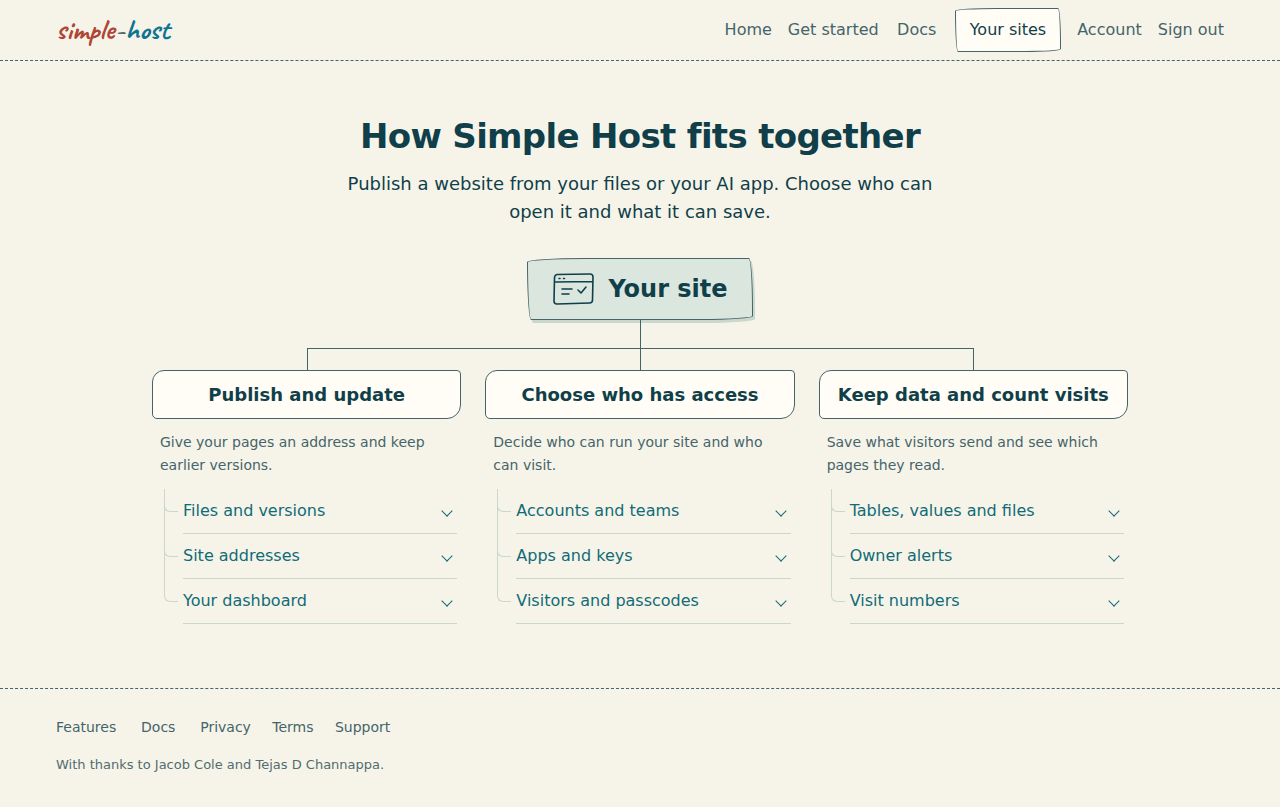 simple-host
Home Get started Docs Your sites Account Sign out
How Simple Host fits together
Publish a website from your files or your AI app. Choose who can
open it and what it can save.
Your site
Publish and update
Give your pages an address and keep
earlier versions.
Files and versions
Site addresses
Your dashboard
Choose who has access
Decide who can run your site and who
can visit.
Accounts and teams
Apps and keys
Visitors and passcodes
Keep data and count visits
Save what visitors send and see which
pages they read.
Tables, values and files
Owner alerts
Visit numbers
Features Docs Privacy Terms Support
With thanks to Jacob Cole and Tejas D Channappa.